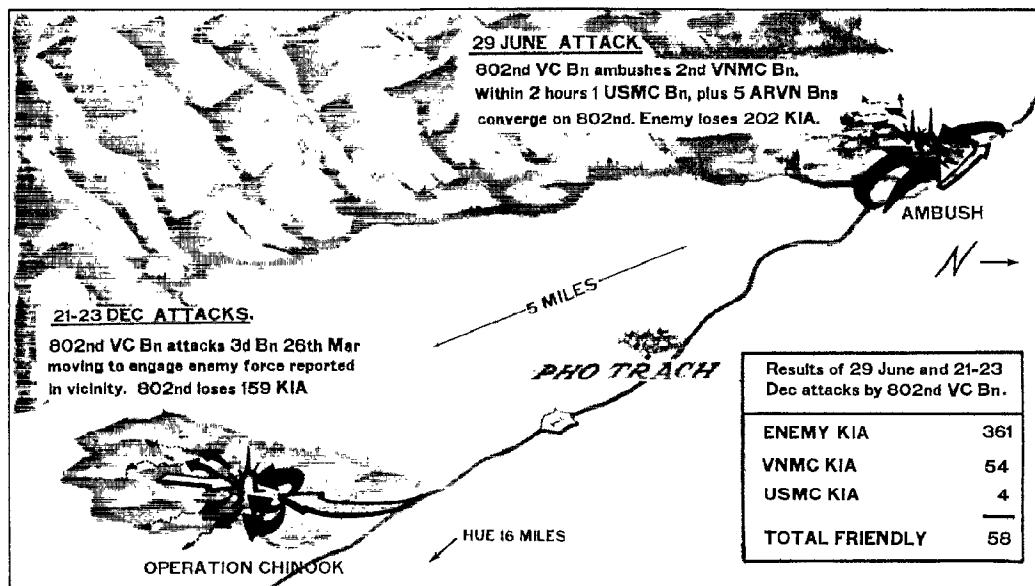 29 JUNE ATTACK
802nd VC Bn ambushes 2nd VNMC Bn.
Within 2 hours 1 USMC Bn, plus 5 ARVN Bns
converge on 802nd. Enemy loses 202 KIA.
AMBUSH
N
5 MILES
21-23 DEC ATTACKS.
802nd VC Bn attacks 3d Bn 26th Mar
moving to engage enemy force reported
in vicinity. 802nd loses 159 KIA
PHO TRACH
1
Results of 29 June and 21-23
Dec attacks by 802nd VC Bn.
ENEMY KIA 361
VNMC KIA 54
USMC KIA 4
TOTAL FRIENDLY 58
HUE 16 MILES
OPERATION CHINOOK